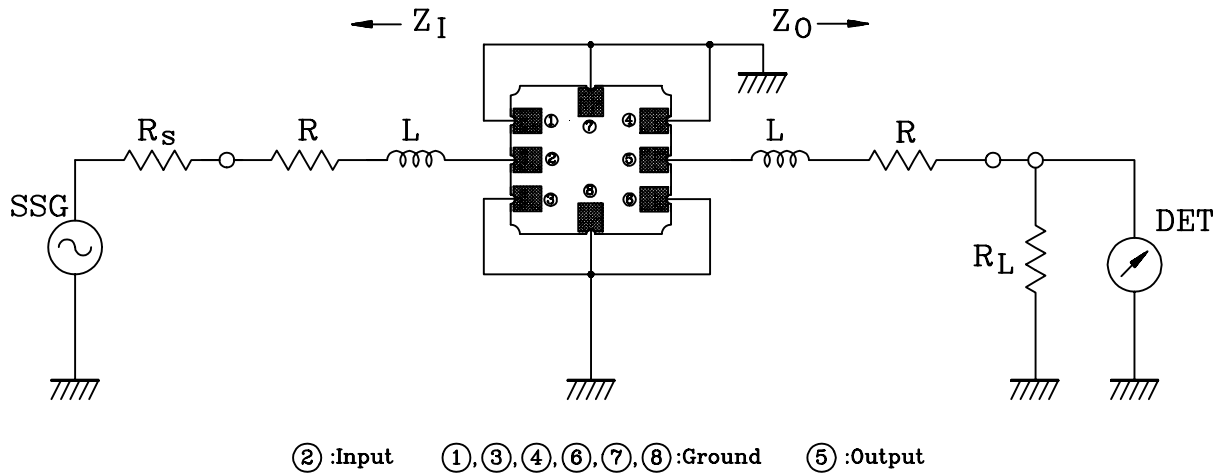 Z_I Z_O
① ⑦ ④
R_S R L ② ⑤ L R
③ ⑧ ⑥
SSG DET
R_L
② :Input ①, ③, ④, ⑥, ⑦, ⑧ :Ground ⑤ :Output